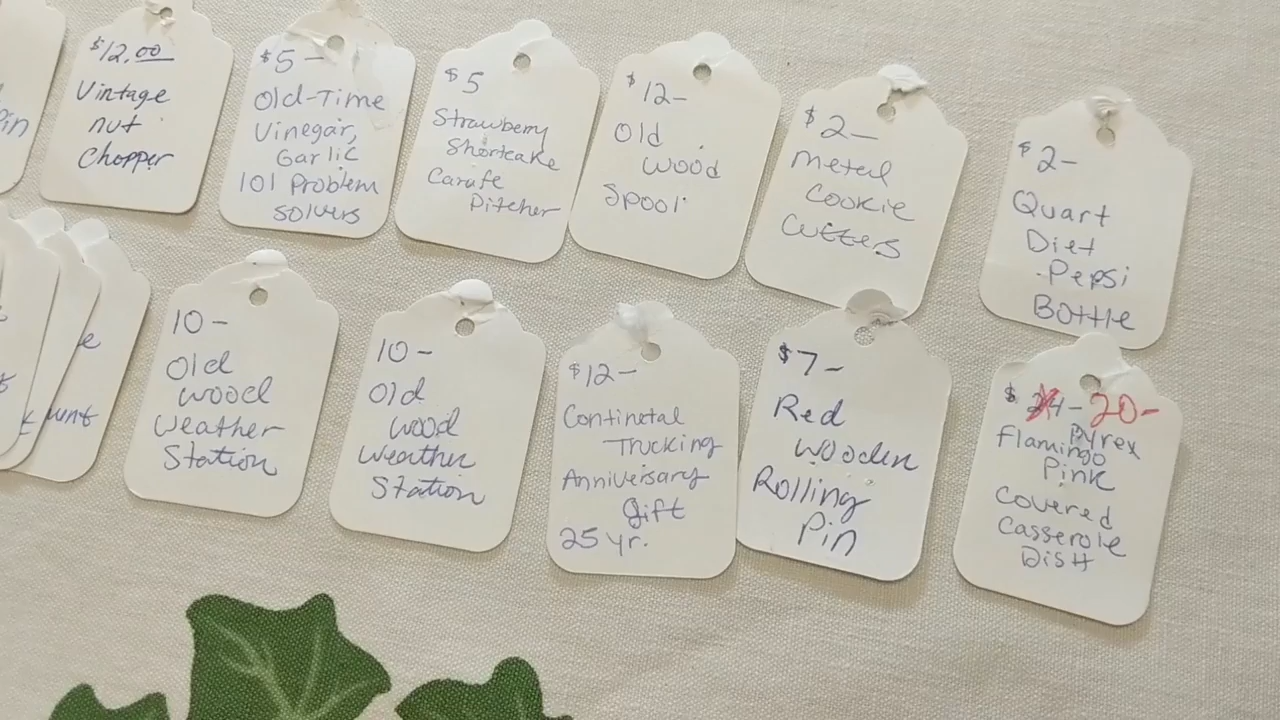 Pin
$12.00
Vintage
nut
Chopper
$5-
Old-Time
Vinegar,
Garlic
101 Problem
Solvers
$5
Strawberry
Shortcake
Carafe
Pitcher
$12-
Old
Wood
Spool
$2-
Metal
Cookie
Cutters
$2-
Quart
Diet
Pepsi
Bottle
10-
Old
Wood
Weather
Station
10-
Old
Wood
Weather
Station
$12-
Continetal
Trucking
Anniversary
Gift
25 yr.
$7-
Red
Wooden
Rolling
Pin
$ 20-
Pyrex
Flamingo
Pink
Covered
Casserole
Dish